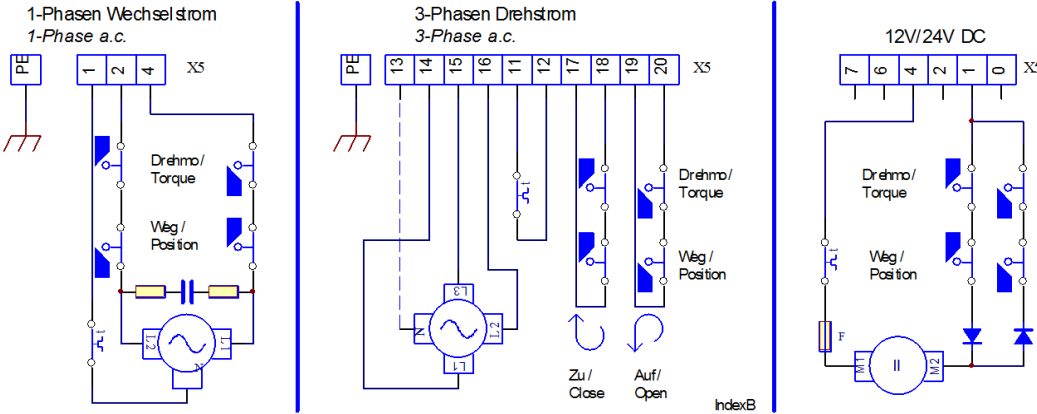 1-Phasen Wechselstrom
1-Phase a.c.
PE
1 2 4 X5
Drehmo/
Torque
Weg /
Position
t
L2 L1
N
3-Phasen Drehstrom
3-Phase a.c.
PE
13 14 15 16 11 12 17 18 19 20 X5
t
Drehmo/
Torque
Weg /
Position
L3
N L2
L1
Zu /
Close
Auf /
Open
IndexB
12V/24V DC
7 6 4 2 1 0 X5
Drehmo/
Torque
Weg /
Position
t
F
M1 II M2